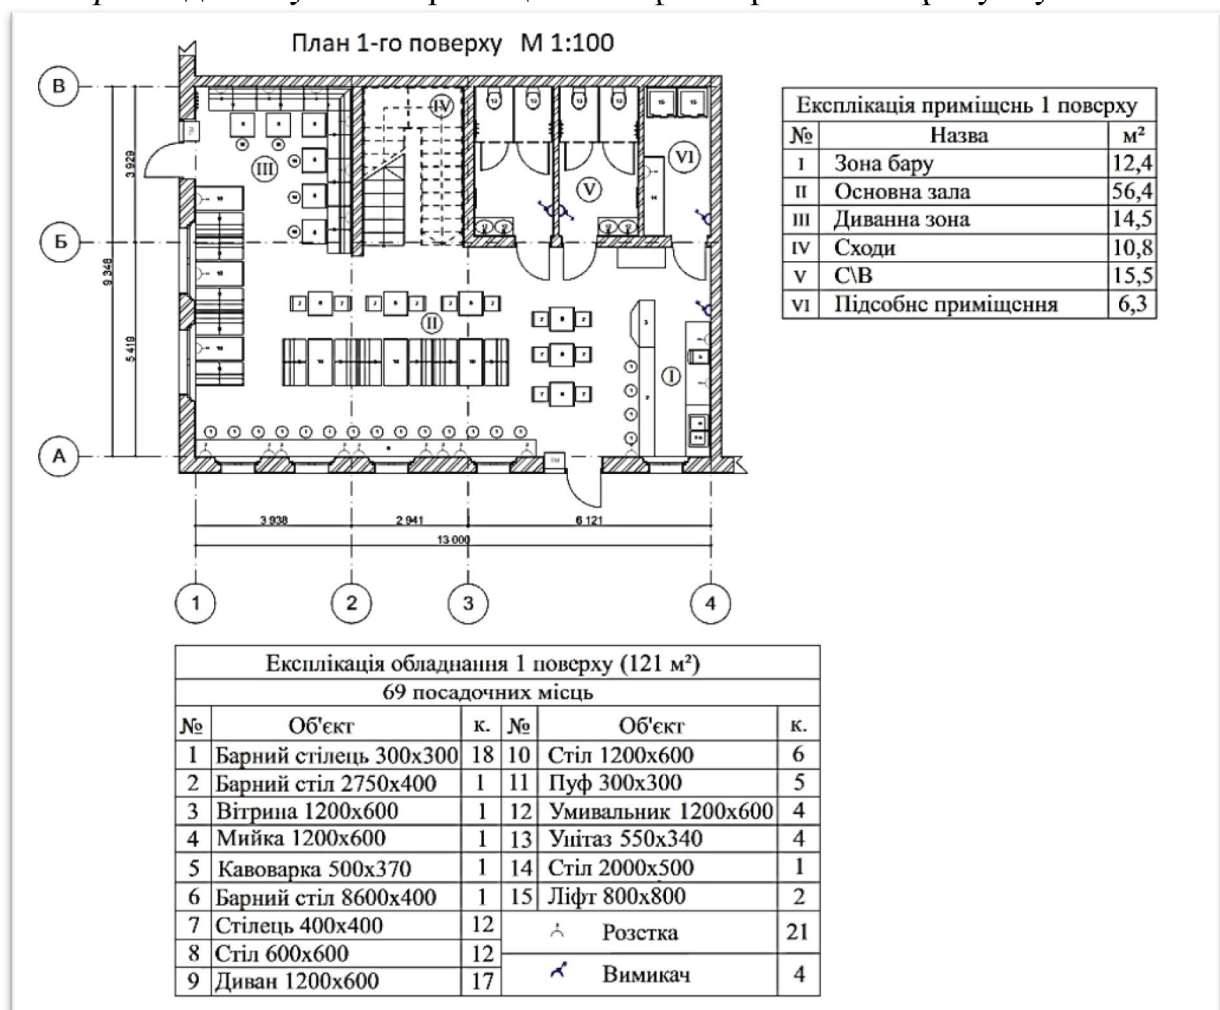 План 1-го поверху М 1:100
В
Б
А
3 929
5 419
9 348
III
IV
V
VI
II
I
3 938
2 941
6 121
13 000
1
2
3
4
Експлікація приміщень 1 поверху
№ Назва м²
I Зона бару 12,4
II Основна зала 56,4
III Диванна зона 14,5
IV Сходи 10,8
V С\В 15,5
VI Підсобне приміщення 6,3
Експлікація обладнання 1 поверху (121 м²)
69 посадочних місць
№ Об'єкт к. № Об'єкт к.
1 Барний стілець 300х300 18 10 Стіл 1200х600 6
2 Барний стіл 2750х400 1 11 Пуф 300х300 5
3 Вітрина 1200х600 1 12 Умивальник 1200х600 4
4 Мийка 1200х600 1 13 Унітаз 550х340 4
5 Кавоварка 500х370 1 14 Стіл 2000х500 1
6 Барний стіл 8600х400 1 15 Ліфт 800х800 2
7 Стілець 400х400 12 Розетка 21
8 Стіл 600х600 12
9 Диван 1200х600 17 Вимикач 4